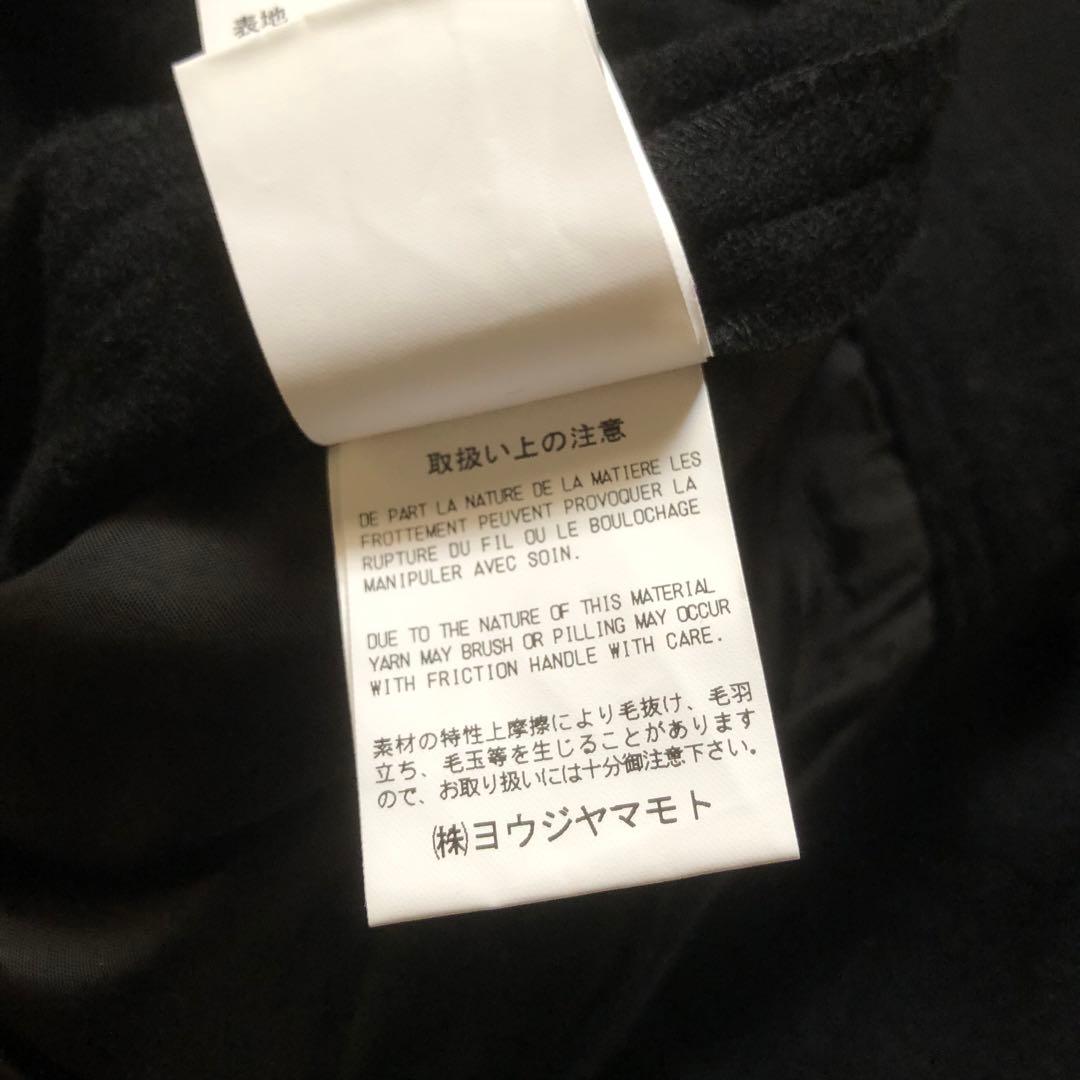 表地
取扱い上の注意
DE PART LA NATURE DE LA MATIERE LES
FROTTEMENT PEUVENT PROVOQUER LA
RUPTURE DU FIL OU LE BOULOCHAGE
MANIPULER AVEC SOIN.
DUE TO THE NATURE OF THIS MATERIAL
YARN MAY BRUSH OR PILLING MAY OCCUR
WITH FRICTION HANDLE WITH CARE.
素材の特性上摩擦により毛抜け、毛羽
立ち、毛玉等を生じることがあります
ので、お取り扱いには十分御注意下さい。
㈱ヨウジヤマモト